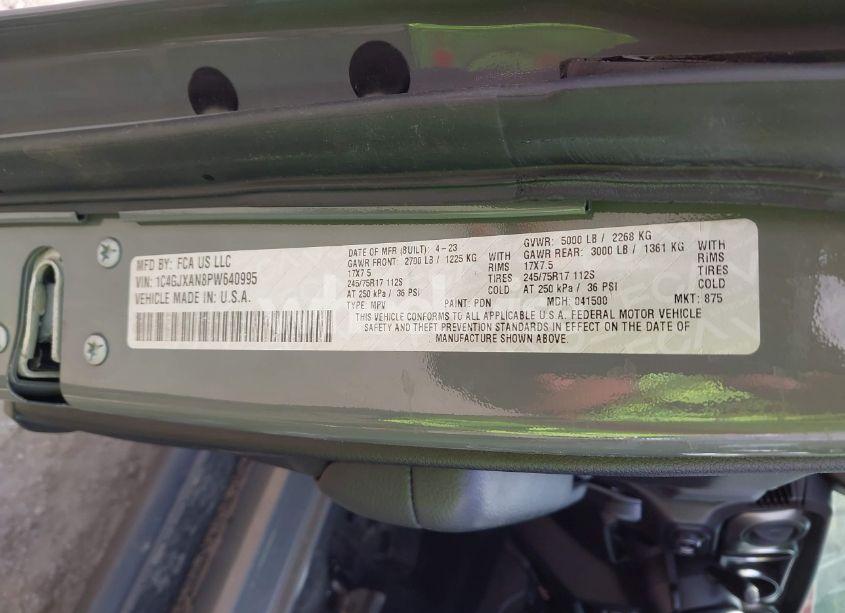 MFD BY: FCA US LLC
VIN: 1C4GJXAN8PW640995
VEHICLE MADE IN: U.S.A.
DATE OF MFR (BUILT): 4-23
GAWR FRONT: 2700 LB / 1225 KG WITH
17X7.5 RIMS
245/75R17 112S TIRES
AT 250 kPa / 36 PSI COLD
GVWR: 5000 LB / 2268 KG
GAWR REAR: 3000 LB / 1361 KG WITH
17X7.5 RIMS
245/75R17 112S TIRES
AT 250 kPa / 36 PSI COLD
TYPE: MPV PAINT: PDN MCH: 041500 MKT: 875
THIS VEHICLE CONFORMS TO ALL APPLICABLE U.S.A. FEDERAL MOTOR VEHICLE
SAFETY AND THEFT PREVENTION STANDARDS IN EFFECT ON THE DATE OF
MANUFACTURE SHOWN ABOVE.